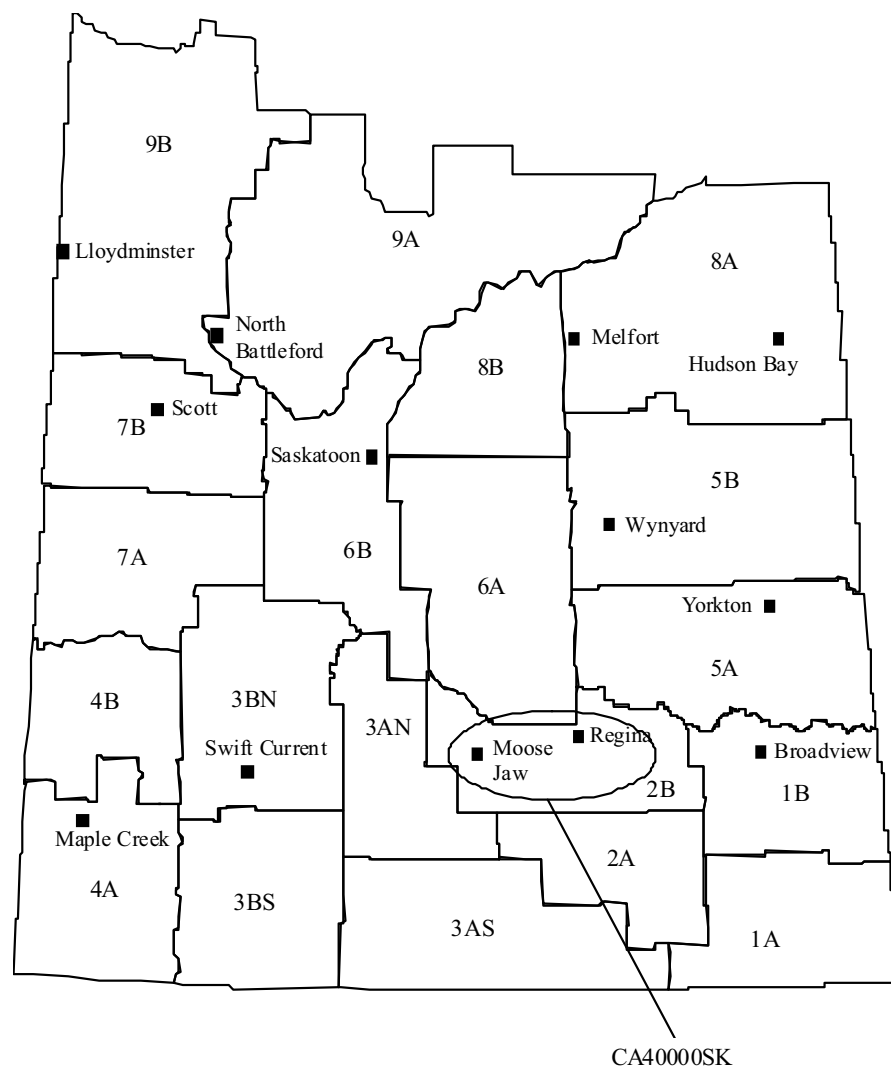 9B
9A
8A
Lloydminster
North
Battleford
Melfort
Hudson Bay
8B
Scott
7B
Saskatoon
5B
Wynyard
7A
6B
6A
Yorkton
5A
4B
3BN
3AN
Regina
Swift Current
Moose
Jaw
Broadview
2B
1B
Maple Creek
4A
3BS
2A
3AS
1A
CA40000SK